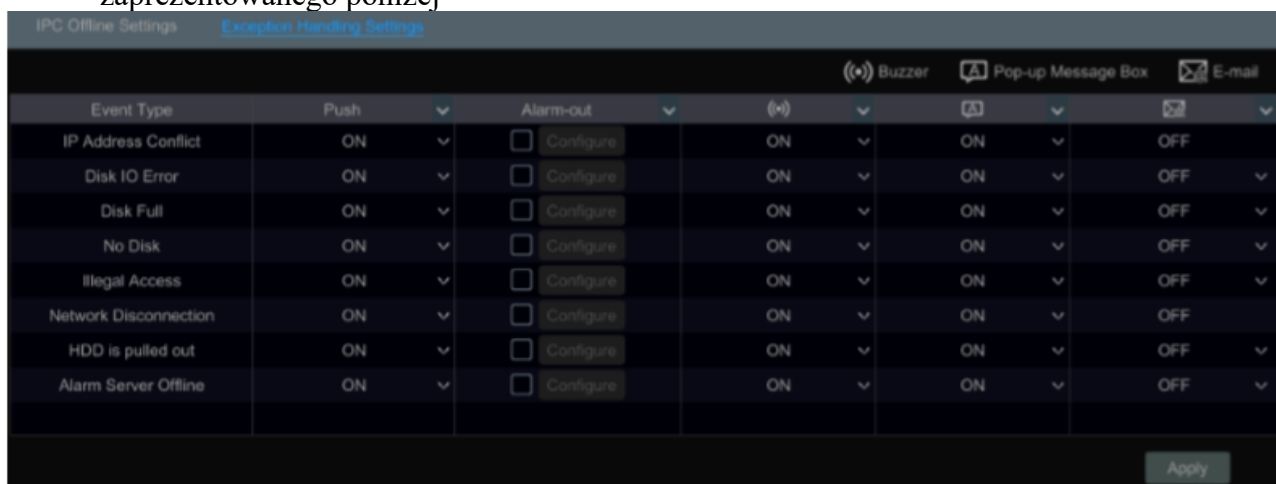 zaprezentowanego poniżej
IPC Offline Settings Exception Handling Settings
Buzzer Pop-up Message Box E-mail
Event Type Push Alarm-out
IP Address Conflict ON Configure ON ON OFF
Disk IO Error ON Configure ON ON OFF
Disk Full ON Configure ON ON OFF
No Disk ON Configure ON ON OFF
Illegal Access ON Configure ON ON OFF
Network Disconnection ON Configure ON ON OFF
HDD is pulled out ON Configure ON ON OFF
Alarm Server Offline ON Configure ON ON OFF
Apply